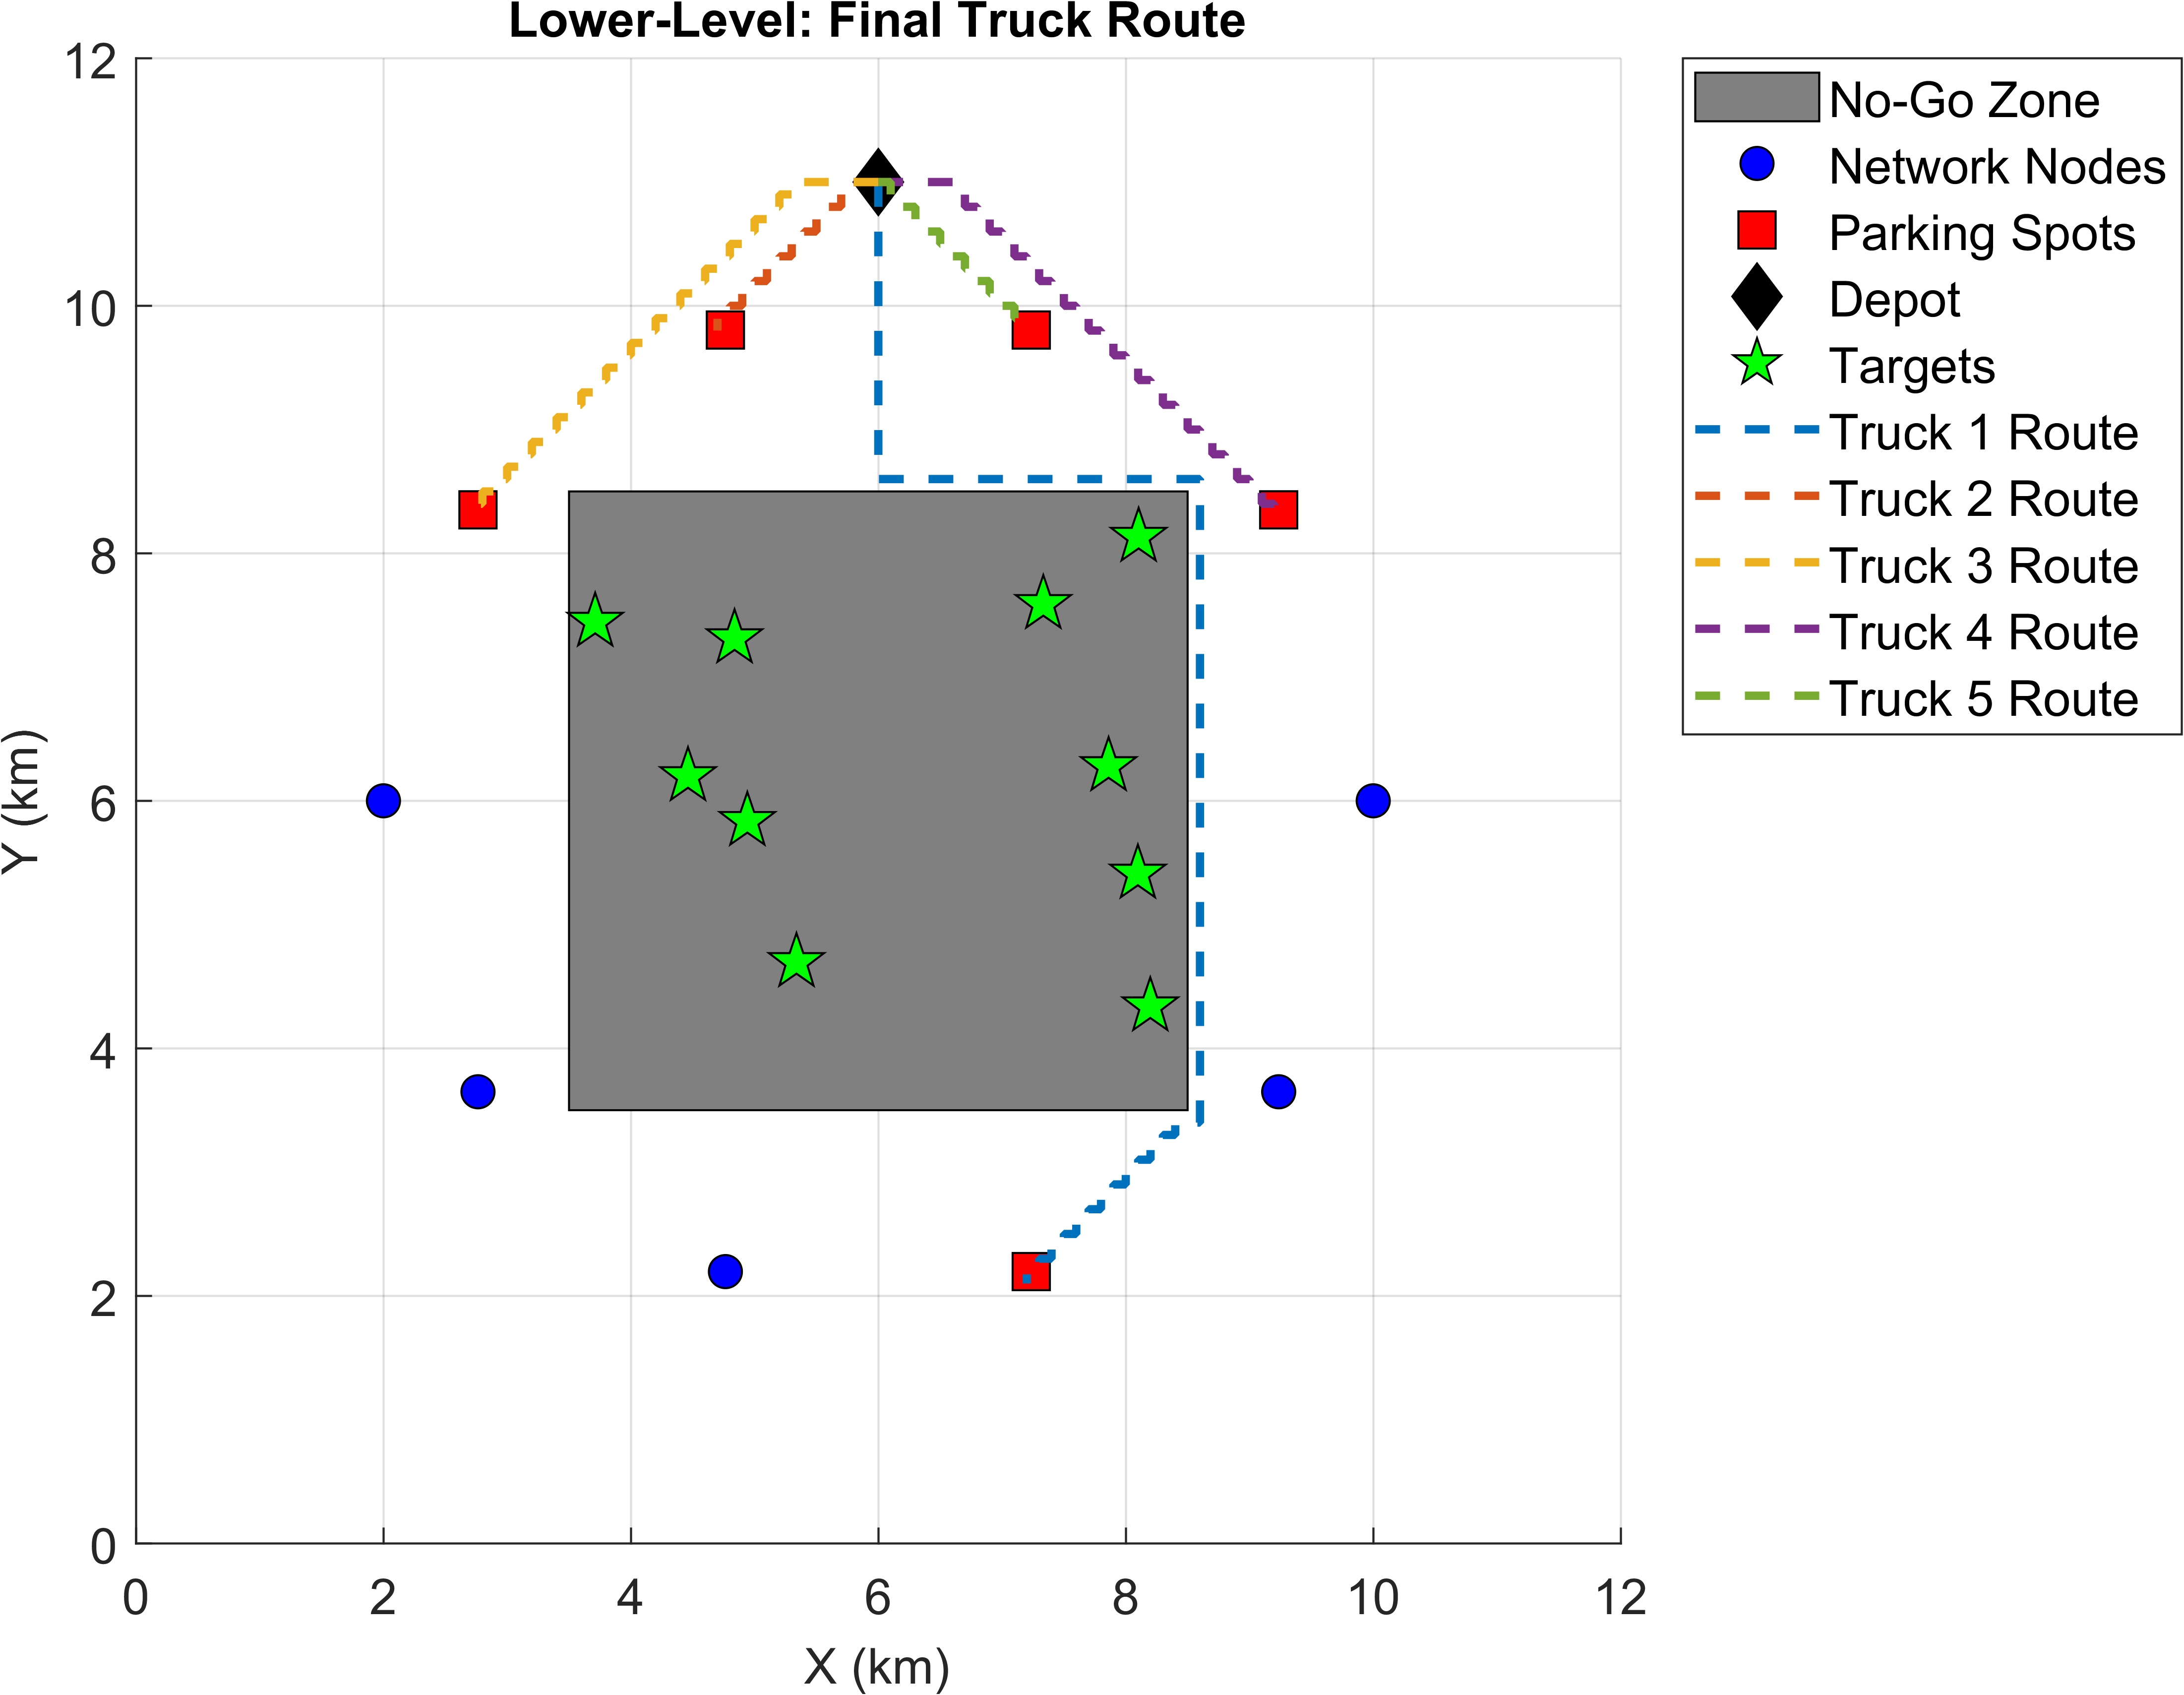 Lower-Level: Final Truck Route
12
10
8
6
4
2
0
Y (km)
0 2 4 6 8 10 12
X (km)
No-Go Zone
Network Nodes
Parking Spots
Depot
Targets
Truck 1 Route
Truck 2 Route
Truck 3 Route
Truck 4 Route
Truck 5 Route